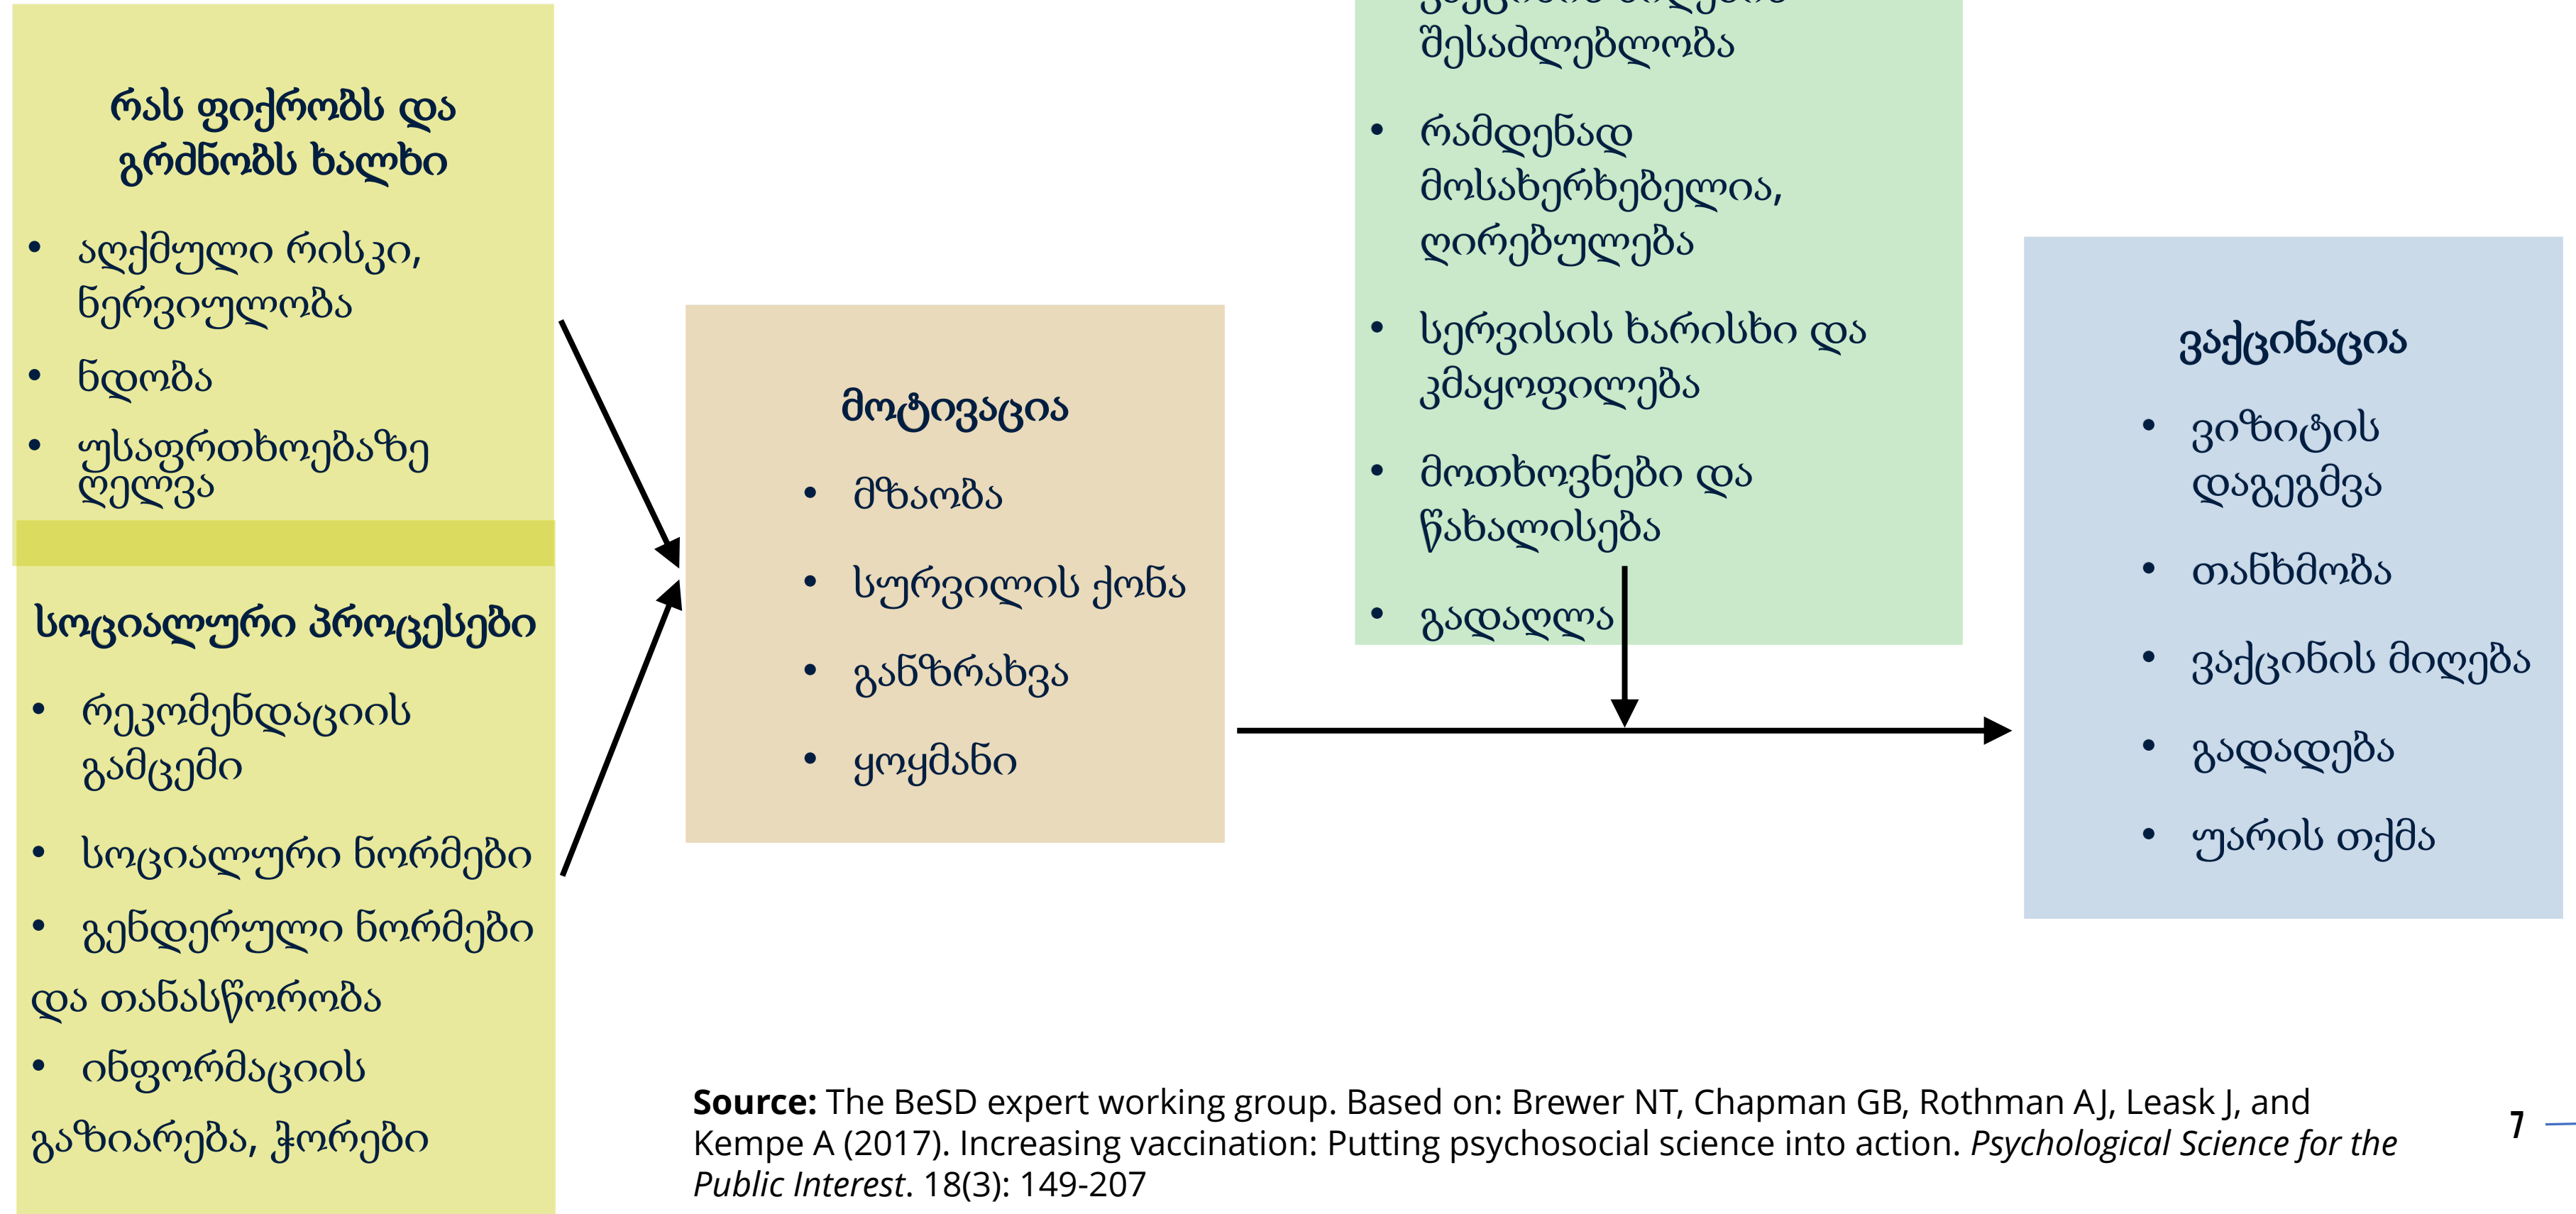 რას ფიქრობს და
გრძნობს ხალხი
• აღქმული რისკი,
ნერვიულობა
• ნდობა
• უსაფრთხოებაზე
ღელვა
სოციალური პროცესები
• რეკომენდაციის
გამცემი
• სოციალური ნორმები
• გენდერული ნორმები
და თანასწორობა
• ინფორმაციის
გაზიარება, ჭორები
მოტივაცია
• მზაობა
• სურვილის ქონა
• განზრახვა
• ყოყმანი
შესაძლებლობა
• რამდენად
მოსახერხებელია,
ღირებულება
• სერვისის ხარისხი და
კმაყოფილება
• მოთხოვნები და
წახალისება
• გადაღლა
ვაქცინაცია
• ვიზიტის
დაგეგმვა
• თანხმობა
• ვაქცინის მიღება
• გადადება
• უარის თქმა
Source: The BeSD expert working group. Based on: Brewer NT, Chapman GB, Rothman AJ, Leask J, and
Kempe A (2017). Increasing vaccination: Putting psychosocial science into action. Psychological Science for the
Public Interest. 18(3): 149-207
7